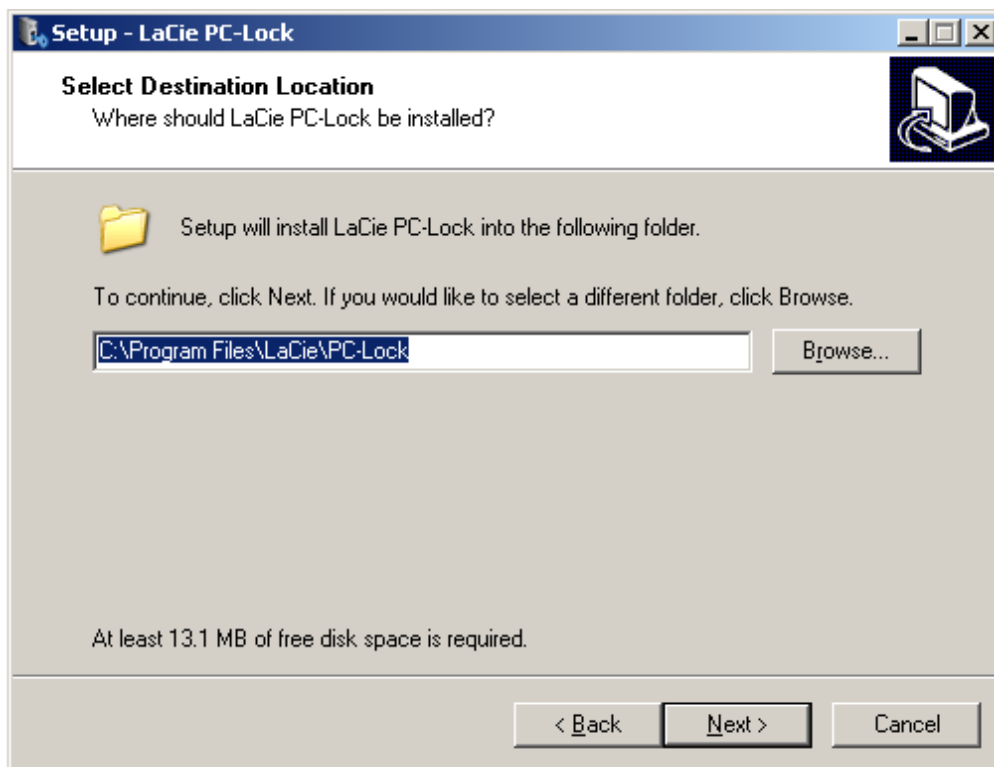 Setup - LaCie PC-Lock
Select Destination Location
Where should LaCie PC-Lock be installed?
Setup will install LaCie PC-Lock into the following folder.
To continue, click Next. If you would like to select a different folder, click Browse.
C:\Program Files\LaCie\PC-Lock
Browse...
At least 13.1 MB of free disk space is required.
< Back
Next >
Cancel